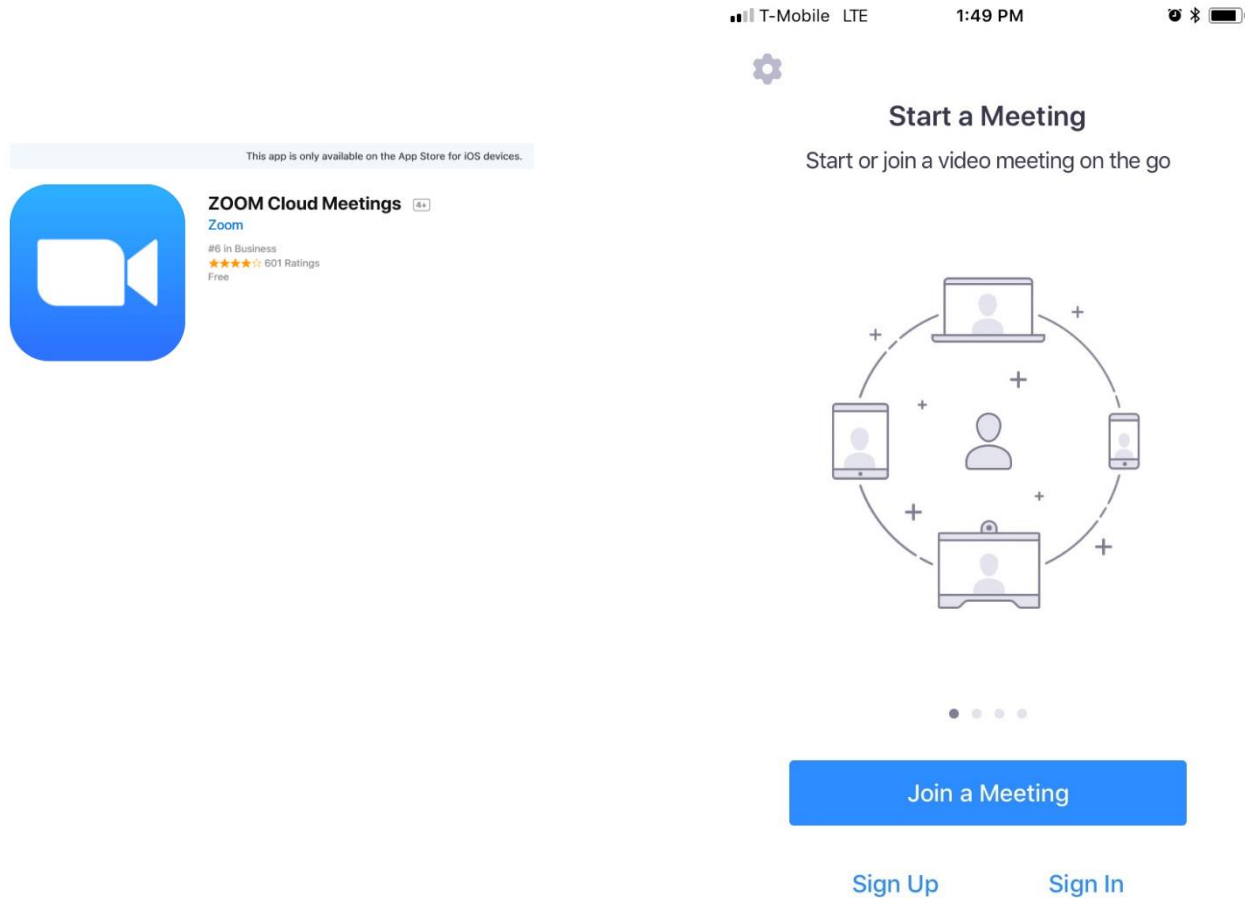 This app is only available on the App Store for iOS devices.
ZOOM Cloud Meetings 4+
Zoom
#6 in Business
★★★★☆ 601 Ratings
Free
T-Mobile LTE 1:49 PM
Start a Meeting
Start or join a video meeting on the go
Join a Meeting
Sign Up Sign In